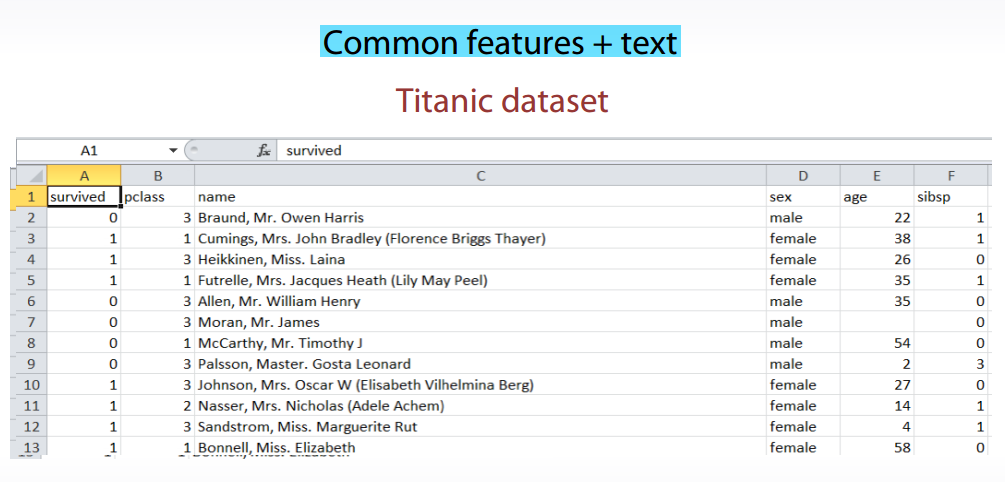 Common features + text
Titanic dataset
A1 fx survived
A B C D E F
1 survived pclass name sex age sibsp
2 0 3 Braund, Mr. Owen Harris male 22 1
3 1 1 Cumings, Mrs. John Bradley (Florence Briggs Thayer) female 38 1
4 1 3 Heikkinen, Miss. Laina female 26 0
5 1 1 Futrelle, Mrs. Jacques Heath (Lily May Peel) female 35 1
6 0 3 Allen, Mr. William Henry male 35 0
7 0 3 Moran, Mr. James male 0
8 0 1 McCarthy, Mr. Timothy J male 54 0
9 0 3 Palsson, Master. Gosta Leonard male 2 3
10 1 3 Johnson, Mrs. Oscar W (Elisabeth Vilhelmina Berg) female 27 0
11 1 2 Nasser, Mrs. Nicholas (Adele Achem) female 14 1
12 1 3 Sandstrom, Miss. Marguerite Rut female 4 1
13 1 1 Bonnell, Miss. Elizabeth female 58 0